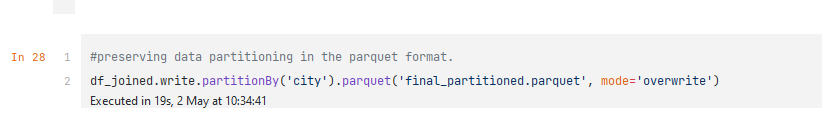 In 28 1 #preserving data partitioning in the parquet format.
2 df_joined.write.partitionBy('city').parquet('final_partitioned.parquet', mode='overwrite')
Executed in 19s, 2 May at 10:34:41